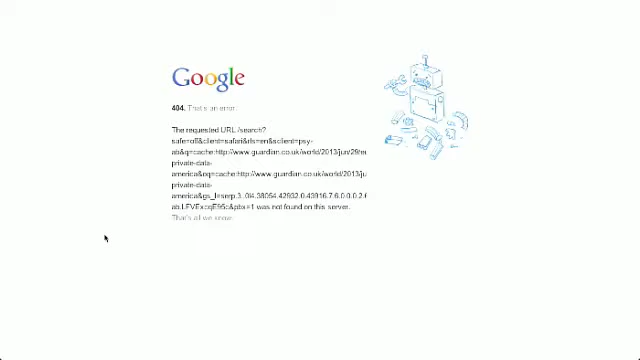 Google
404. That's an error.
The requested URL /search?
safe=off&client=safari&rls=en&sclient=psy-
ab&q=cache:http://www.guardian.co.uk/world/2013/jun/29/
private-data-
america&oq=cache:http://www.guardian.co.uk/world/2013/ju
private-data-
america&gs_l=serp.3
was not found on this server.
That's all we know.